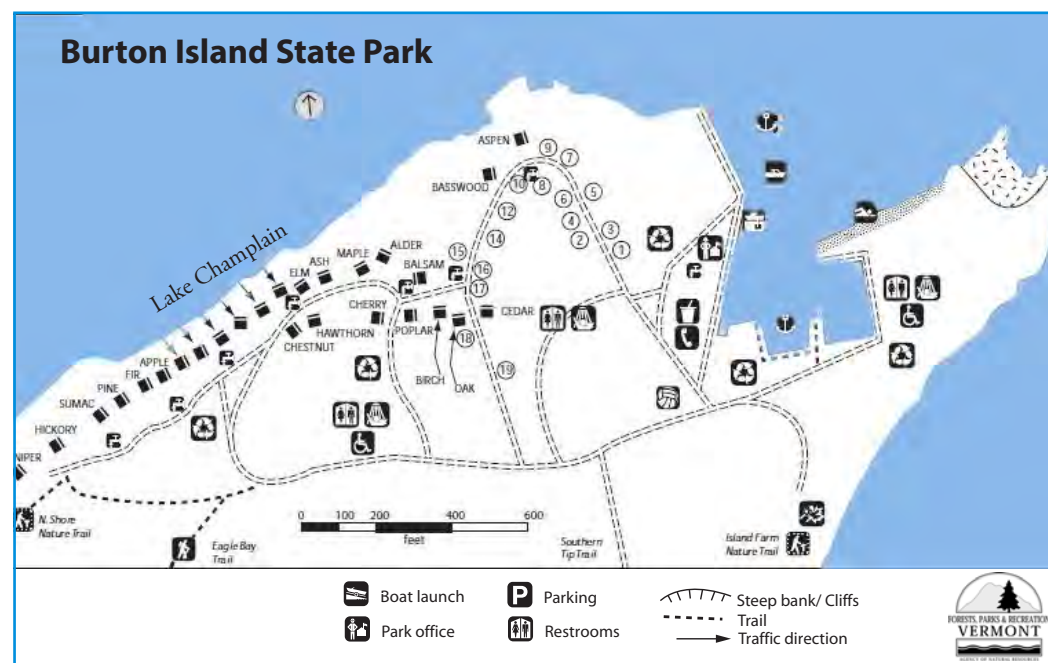 Burton Island State Park
ASPEN
9
7
BASSWOOD
10
8
5
6
12
4
3
2
1
14
15
ALDER
MAPLE
BALSAM
16
ASH
ELM
17
Lake Champlain
CHERRY
CEDAR
HAWTHORN
POPLAR
18
CHESTNUT
APPLE
FIR
BIRCH
OAK
19
PINE
SUMAC
HICKORY
NIPER
N. Shore
Nature Trail
Eagle Bay
Trail
0 100 200 400 600
feet
Southern
Tip Trail
Island Farm
Nature Trail
Boat launch
P Parking
Steep bank/ Cliffs
Trail
Park office
Restrooms
Traffic direction
FORESTS, PARKS & RECREATION
VERMONT
AGENCY OF NATURAL RESOURCES